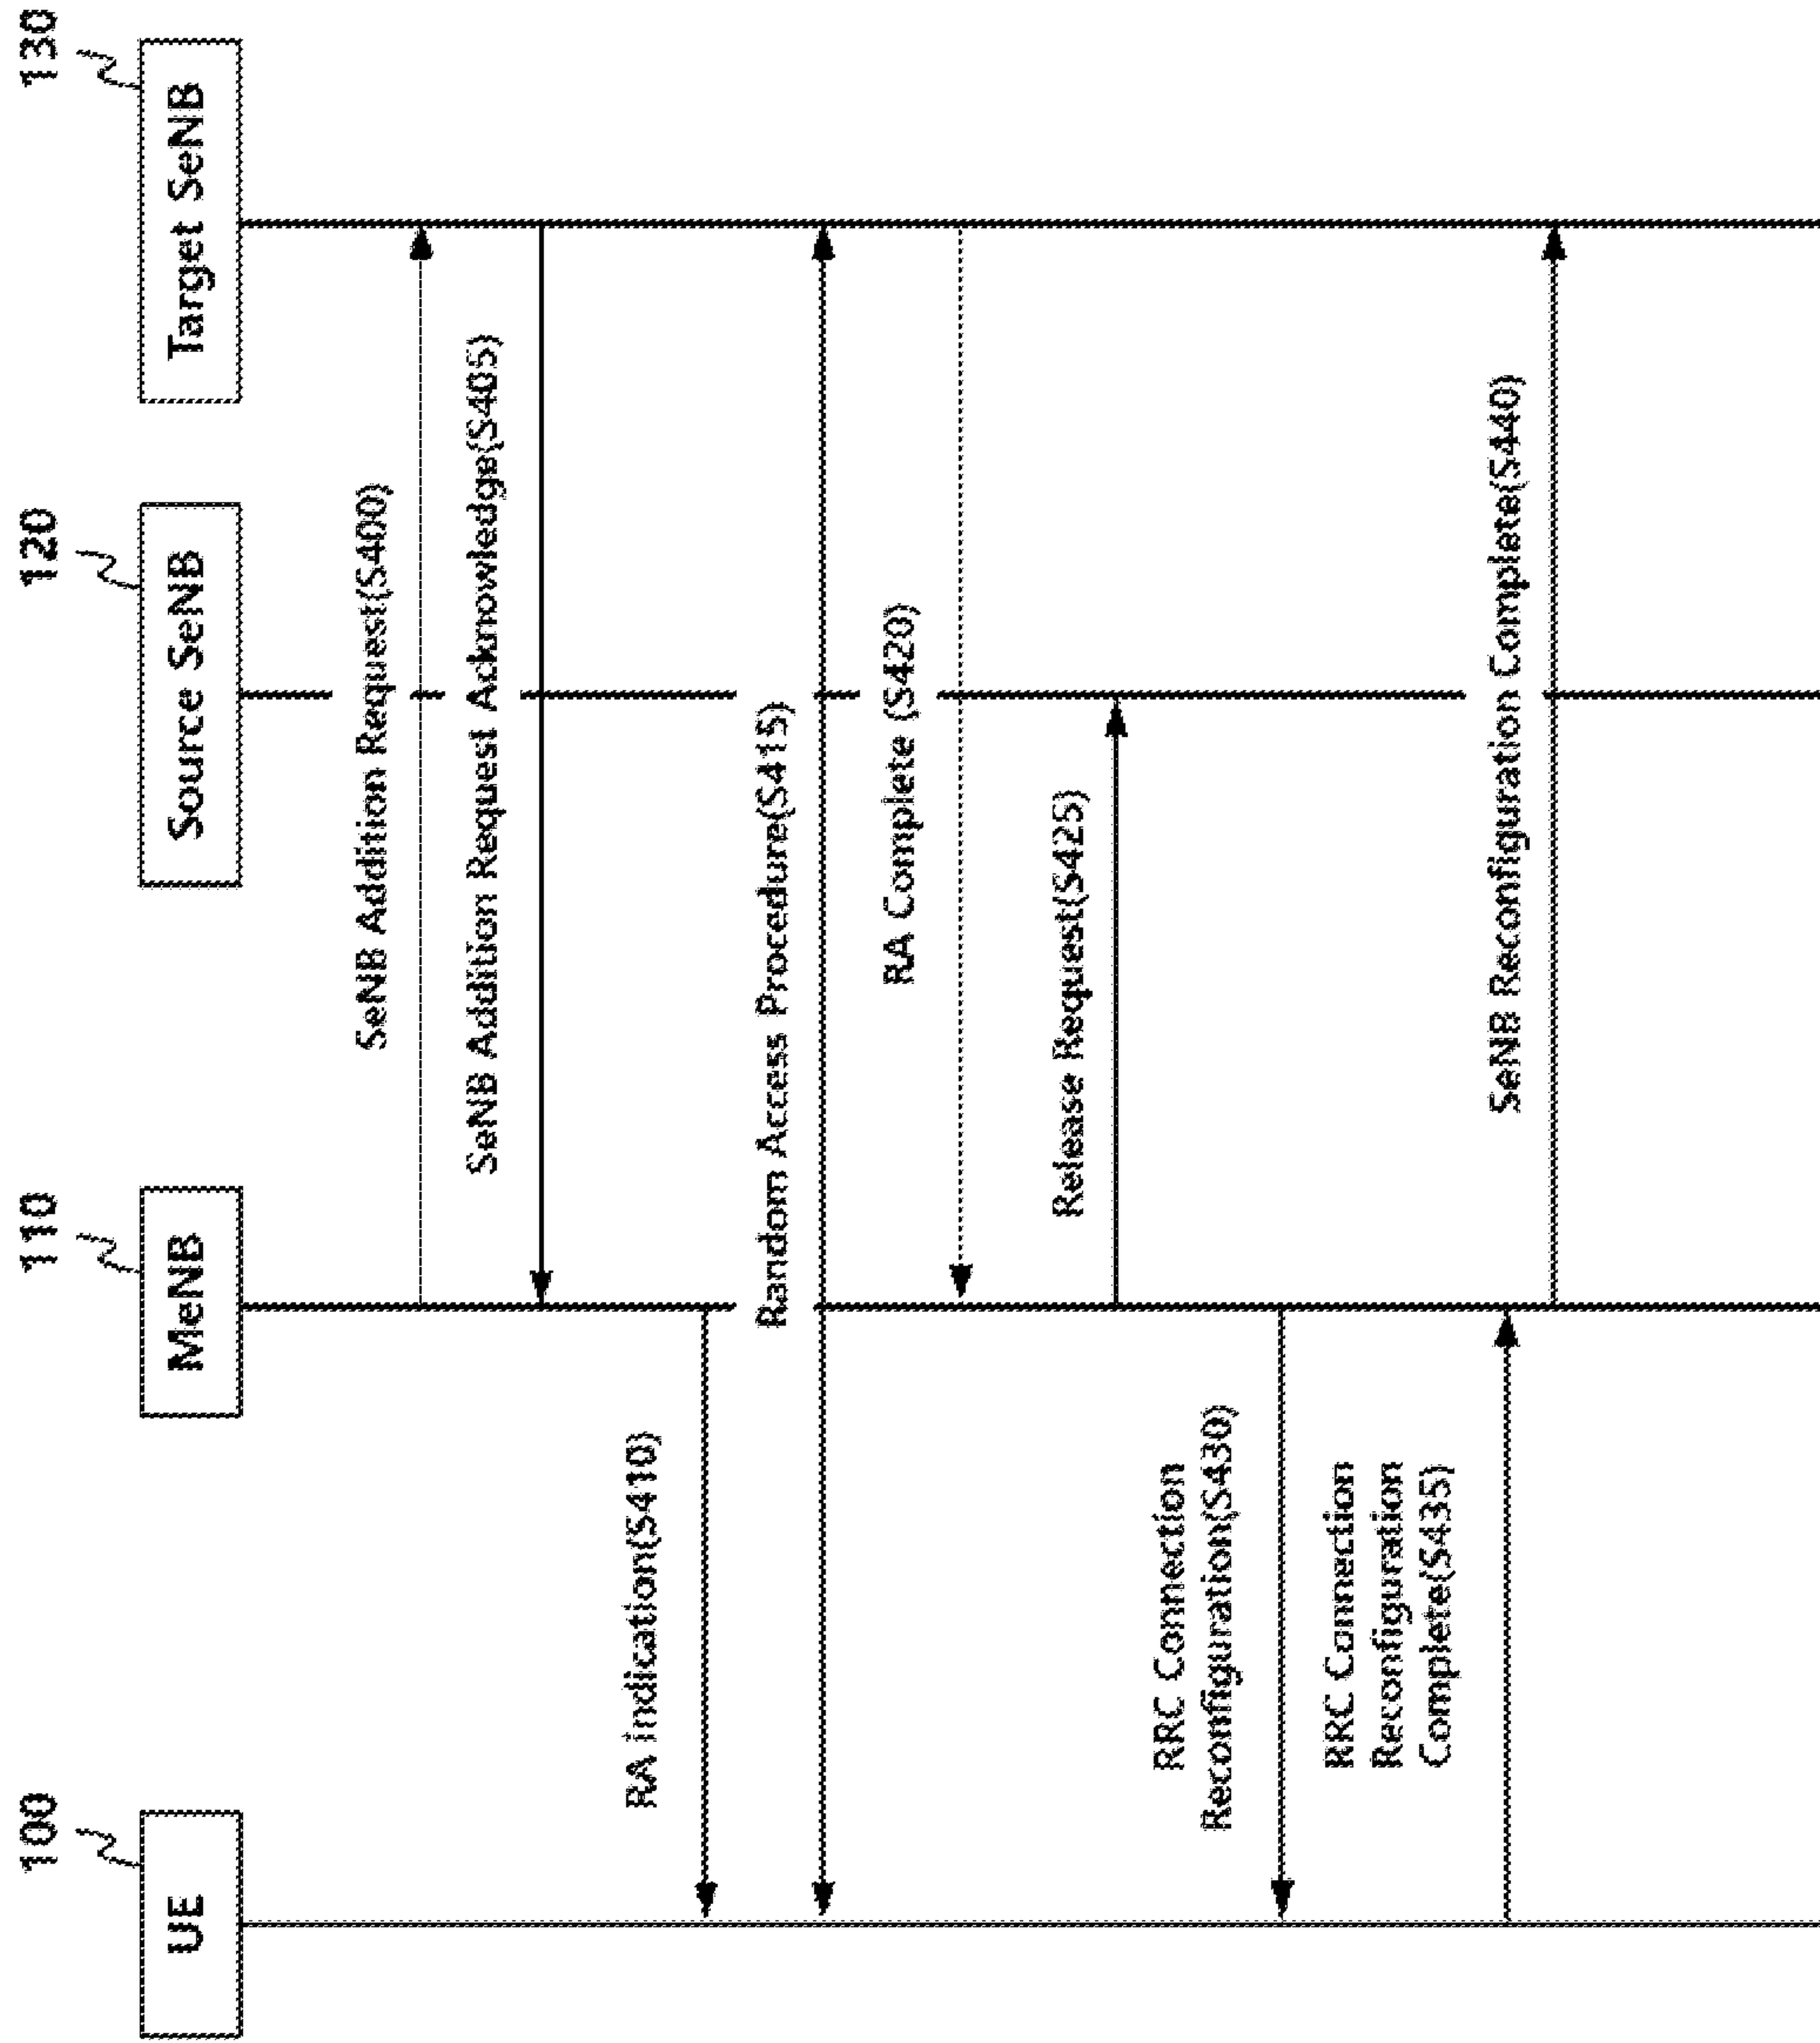 100
110
120
130
UE
MeNB
Source SeNB
Target SeNB
SeNB Addition Request(S400)
SeNB Addition Request Acknowledge(S405)
RA indication(S410)
Random Access Procedure(S415)
RA Complete (S420)
Release Request(S425)
RRC Connection
Reconfiguration(S430)
RRC Connection
Reconfiguration
Complete(S435)
SeNB Reconfiguration Complete(S440)